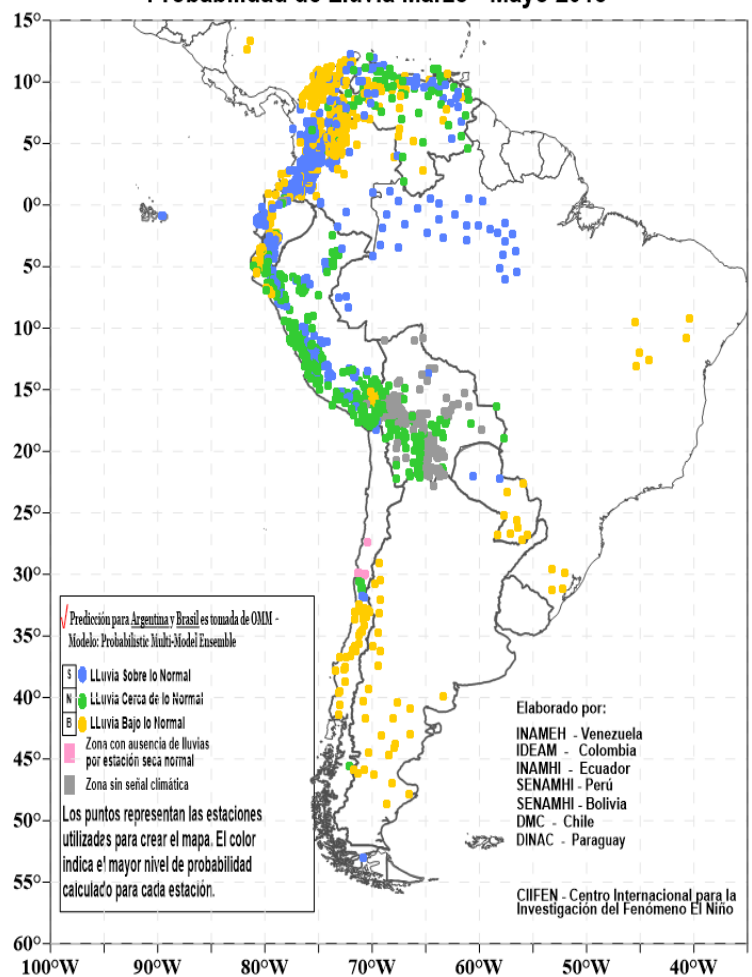 Probabilidad de Lluvia Marzo - Mayo
15°
10°
5°
0°
5°
10°
15°
20°
25°
30°
35°
40°
45°
50°
55°
60°
100°W
90°W
80°W
70°W
60°W
50°W
40°W
√ Predicción para Argentina y Brasil es tomada de OMM -
Modelo: Probabilistic Multi-Model Ensemble
S LLuvia Sobre lo Normal
N LLuvia Cerca de lo Normal
B LLuvia Bajo lo Normal
Zona con ausencia de lluvias
por estación seca normal
Zona sin señal climática
Los puntos representan las estaciones
utilizades para crear el mapa. El color
indica el mayor nivel de probabilidad
calculado para cada estación.
Elaborado por:
INAMEH - Venezuela
IDEAM - Colombia
INAMHI - Ecuador
SENAMHI - Perú
SENAMHI - Bolivia
DMC - Chile
DINAC - Paraguay
CIIFEN - Centro Internacional para la
Investigación del Fenómeno El Niño